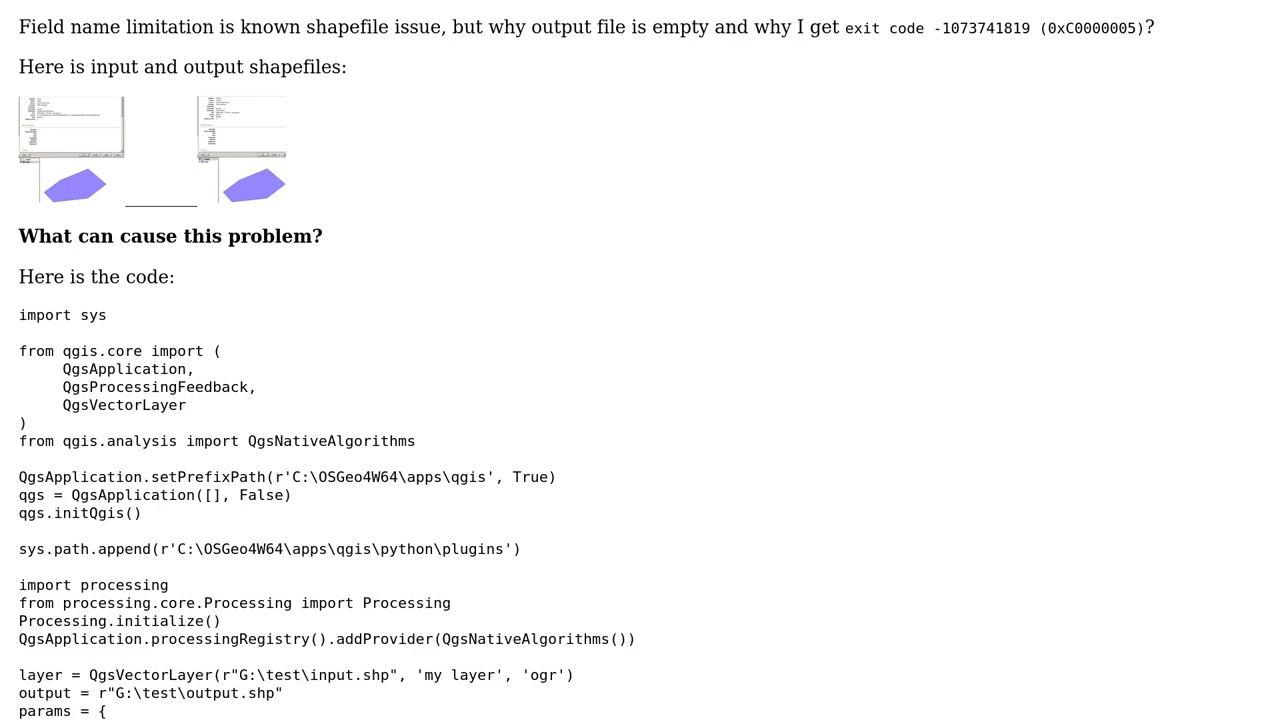 Field name limitation is known shapefile issue, but why output file is empty and why I get exit code -1073741819 (0xC0000005)?
Here is input and output shapefiles:
What can cause this problem?
Here is the code:
import sys
from qgis.core import (
     QgsApplication,
     QgsProcessingFeedback,
     QgsVectorLayer
)
from qgis.analysis import QgsNativeAlgorithms
QgsApplication.setPrefixPath(r'C:\OSGeo4W64\apps\qgis', True)
qgs = QgsApplication([], False)
qgs.initQgis()
sys.path.append(r'C:\OSGeo4W64\apps\qgis\python\plugins')
import processing
from processing.core.Processing import Processing
Processing.initialize()
QgsApplication.processingRegistry().addProvider(QgsNativeAlgorithms())
layer = QgsVectorLayer(r"G:\test\input.shp", 'my layer', 'ogr')
output = r"G:\test\output.shp"
params = {